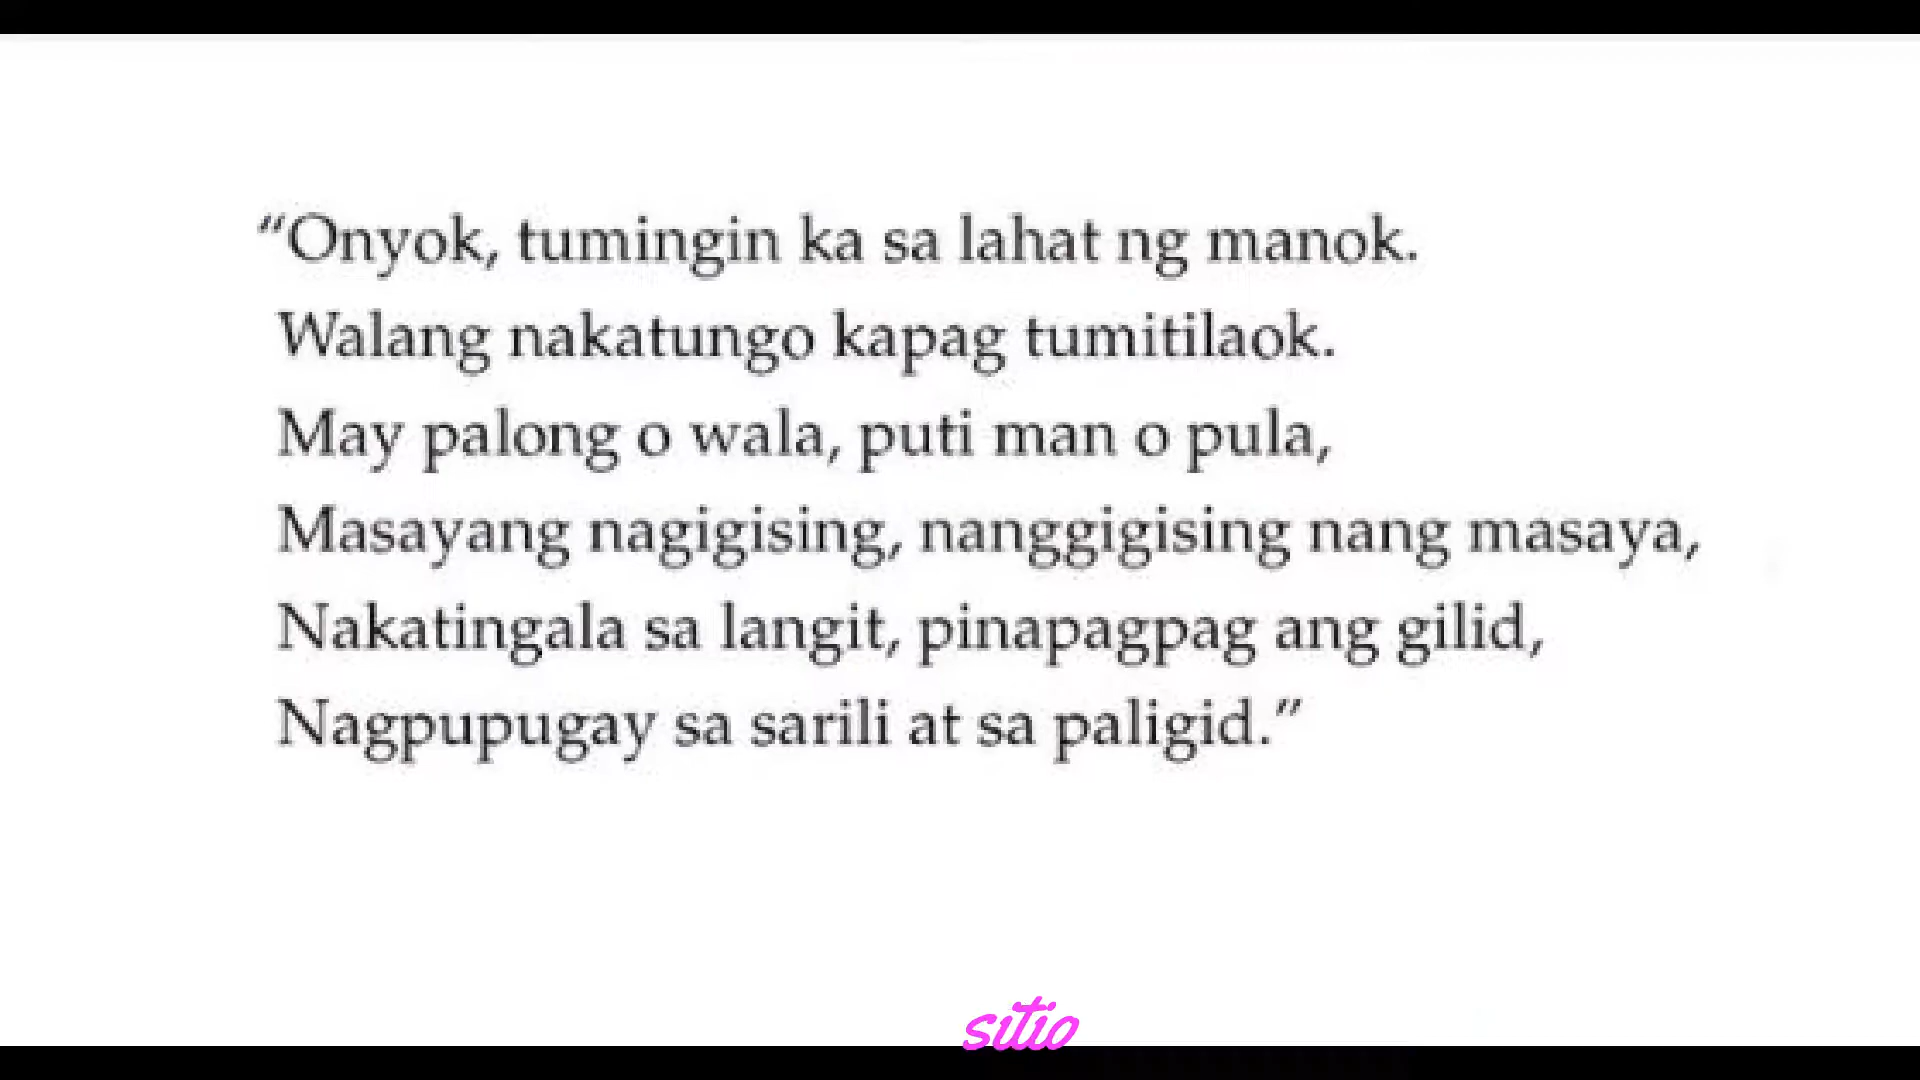 “Onyok, tumingin ka sa lahat ng manok.
Walang nakatungo kapag tumitilaok.
May palong o wala, puti man o pula,
Masayang nagigising, nanggigising nang masaya,
Nakatingala sa langit, pinapagpag ang gilid,
Nagpupugay sa sarili at sa paligid.”
sitio